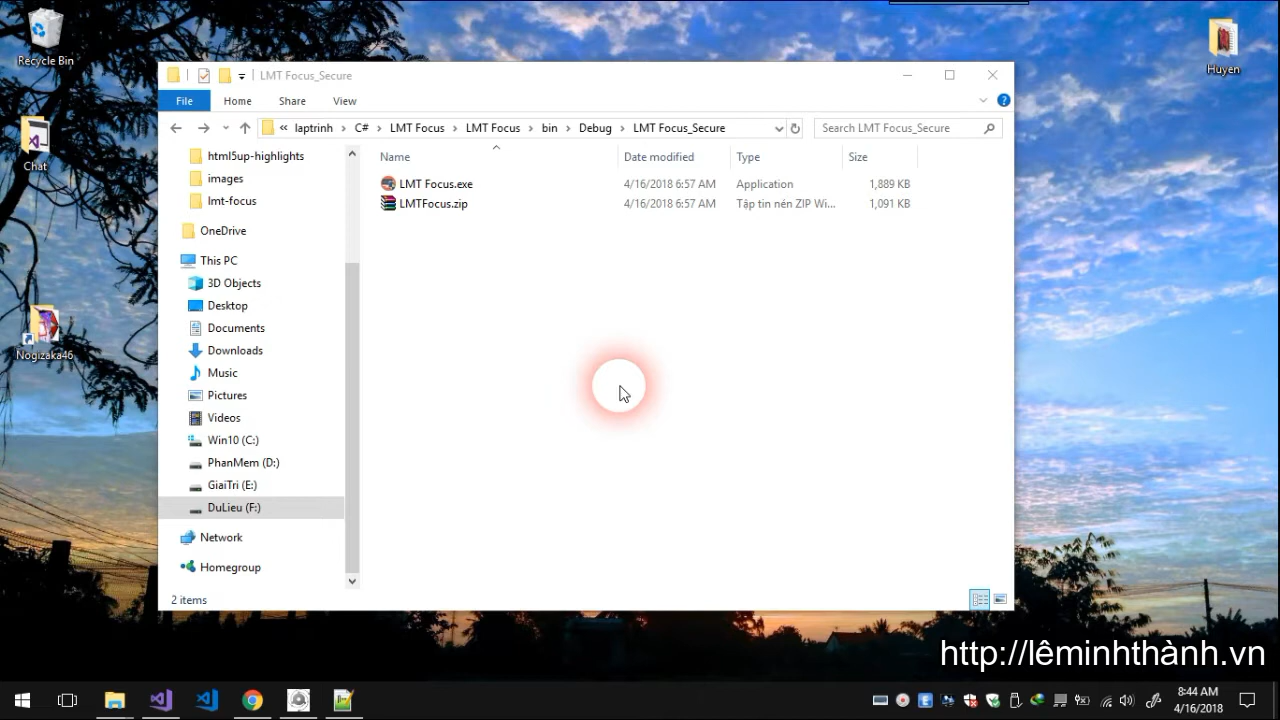 Recycle Bin
Chat
Nogizaka46
Huyen
LMT Focus_Secure
File Home Share View
« laptrinh > C# > LMT Focus > LMT Focus > bin > Debug > LMT Focus_Secure
Search LMT Focus_Secure
html5up-highlights
images
lmt-focus
OneDrive
This PC
3D Objects
Desktop
Documents
Downloads
Music
Pictures
Videos
Win10 (C:)
PhanMem (D:)
GiaiTri (E:)
DuLieu (F:)
Network
Homegroup
Name Date modified Type Size
LMT Focus.exe 4/16/2018 6:57 AM Application 1,889 KB
LMTFocus.zip 4/16/2018 6:57 AM Tập tin nén ZIP Wi... 1,091 KB
2 items
http://lêminhthành.vn
8:44 AM
4/16/2018